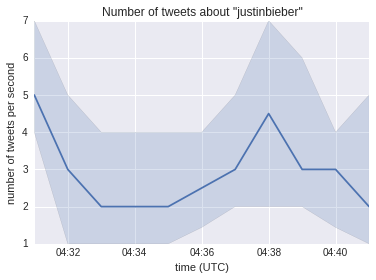 Number of tweets about "justinbieber"
7
6
5
4
3
2
1
number of tweets per second
04:32 04:34 04:36 04:38 04:40
time (UTC)